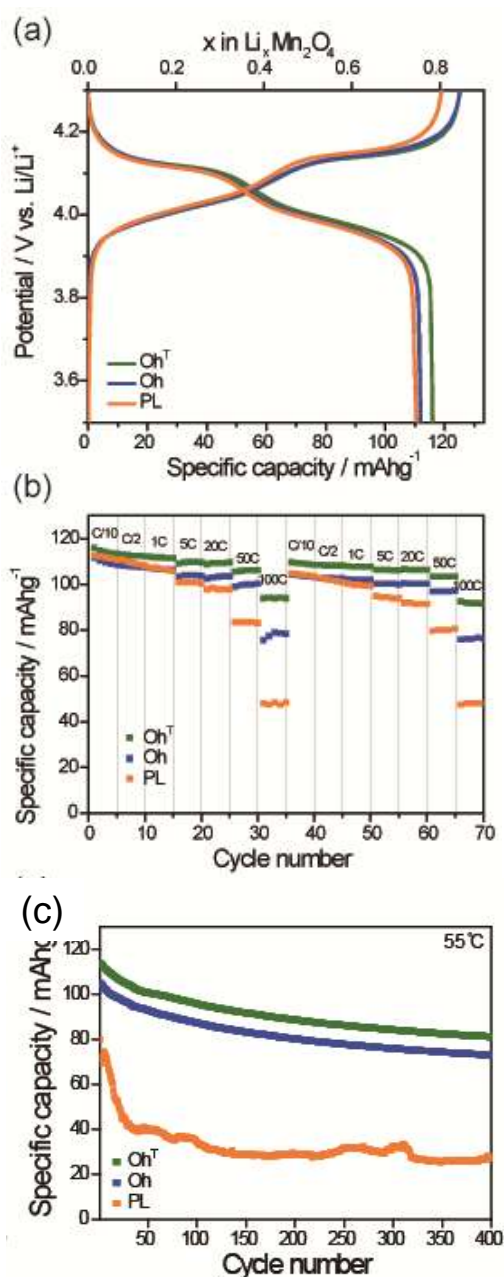 (a)
x in LiₓMn₂O₄
0.0 0.2 0.4 0.6 0.8
Potential / V vs. Li/Li⁺
4.2
4.0
3.8
3.6
Ohᵀ
Oh
PL
0 20 40 60 80 100 120
Specific capacity / mAhg⁻¹
(b)
Specific capacity / mAhg⁻¹
120
100
80
60
40
20
0
C/10 C/2 1C 5C 20C 50C 100C C/10 C/2 1C 5C 20C 50C 100C
Ohᵀ
Oh
PL
0 10 20 30 40 50 60 70
Cycle number
(c)
Specific capacity / mAhg
55℃
120
100
80
60
40
20
0
Ohᵀ
Oh
PL
50 100 150 200 250 300 350 400
Cycle number